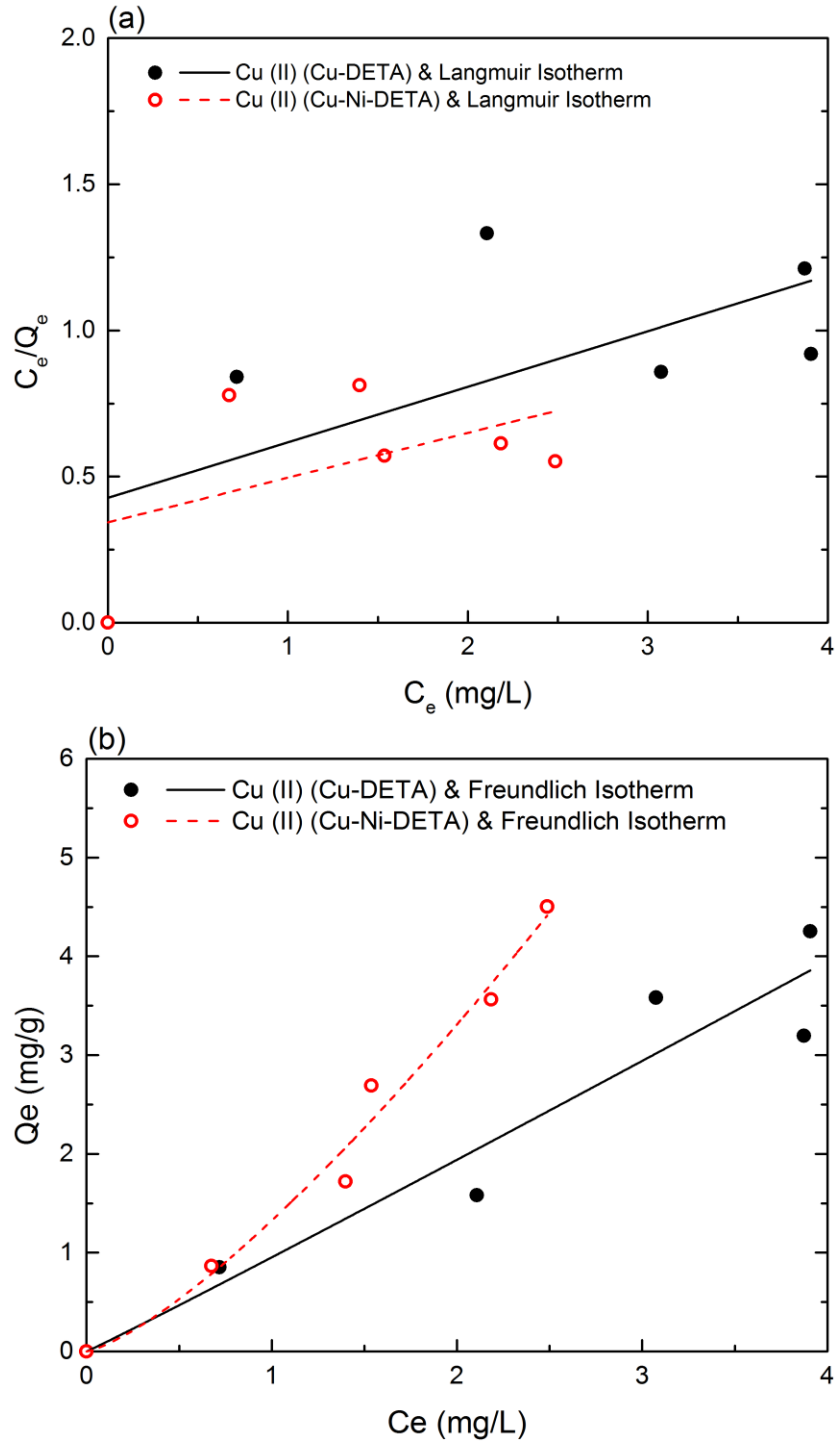 (a)
2.0
Cu (II) (Cu-DETA) & Langmuir Isotherm
Cu (II) (Cu-Ni-DETA) & Langmuir Isotherm
1.5
1.0
0.5
0.0
0 1 2 3 4
Cₑ/Qₑ
Cₑ (mg/L)
(b)
6
Cu (II) (Cu-DETA) & Freundlich Isotherm
Cu (II) (Cu-Ni-DETA) & Freundlich Isotherm
5
4
3
2
1
0
0 1 2 3 4
Qe (mg/g)
Ce (mg/L)